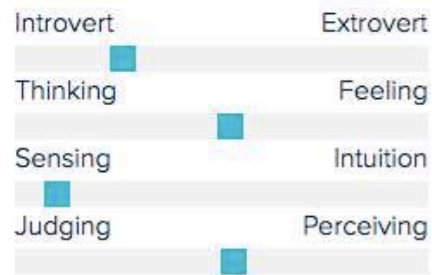 Introvert Extrovert
Thinking Feeling
Sensing Intuition
Judging Perceiving